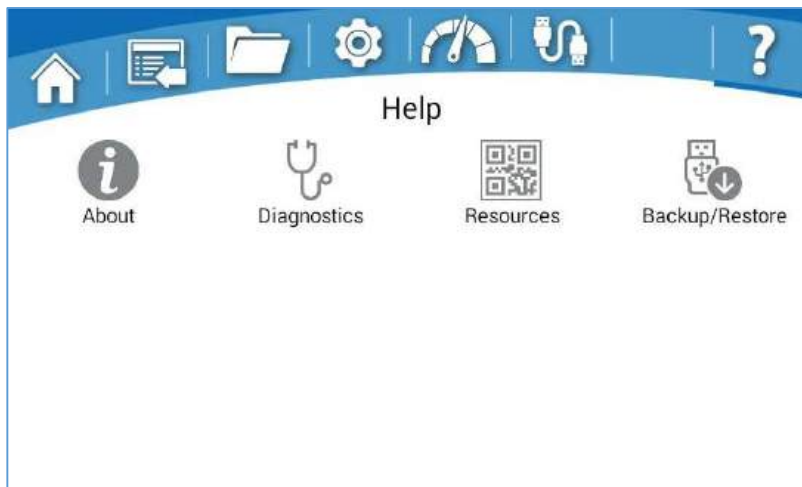 ?
Help
About
Diagnostics
Resources
Backup/Restore